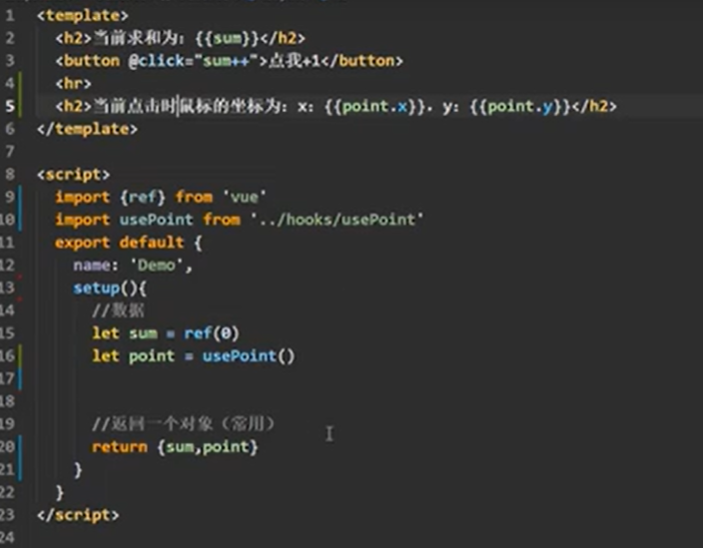 1 <template>
2 <h2>当前求和为：{{sum}}</h2>
3 <button @click="sum++">点我+1</button>
4 <hr>
5 <h2>当前点击时鼠标的坐标为：x：{{point.x}}，y：{{point.y}}</h2>
6 </template>
7
8 <script>
9 import {ref} from 'vue'
10 import usePoint from '../hooks/usePoint'
11 export default {
12 name: 'Demo',
13 setup(){
14 //数据
15 let sum = ref(0)
16 let point = usePoint()
17
18
19 //返回一个对象（常用）
20 return {sum,point}
21 }
22 }
23 </script>
24